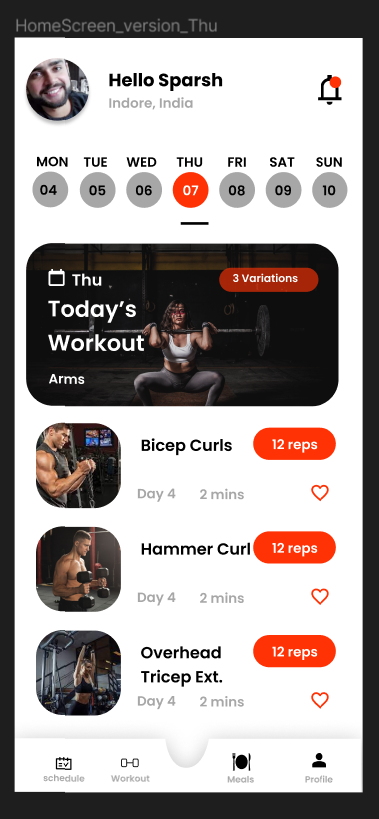 HomeScreen_version_Thu
Hello Sparsh
Indore, India
MON TUE WED THU FRI SAT SUN
04 05 06 07 08 09 10
Thu
3 Variations
Today's
Workout
Arms
Bicep Curls
12 reps
Day 4 2 mins
Hammer Curl
12 reps
Day 4 2 mins
Overhead
12 reps
Tricep Ext.
Day 4 2 mins
schedule Workout Meals Profile